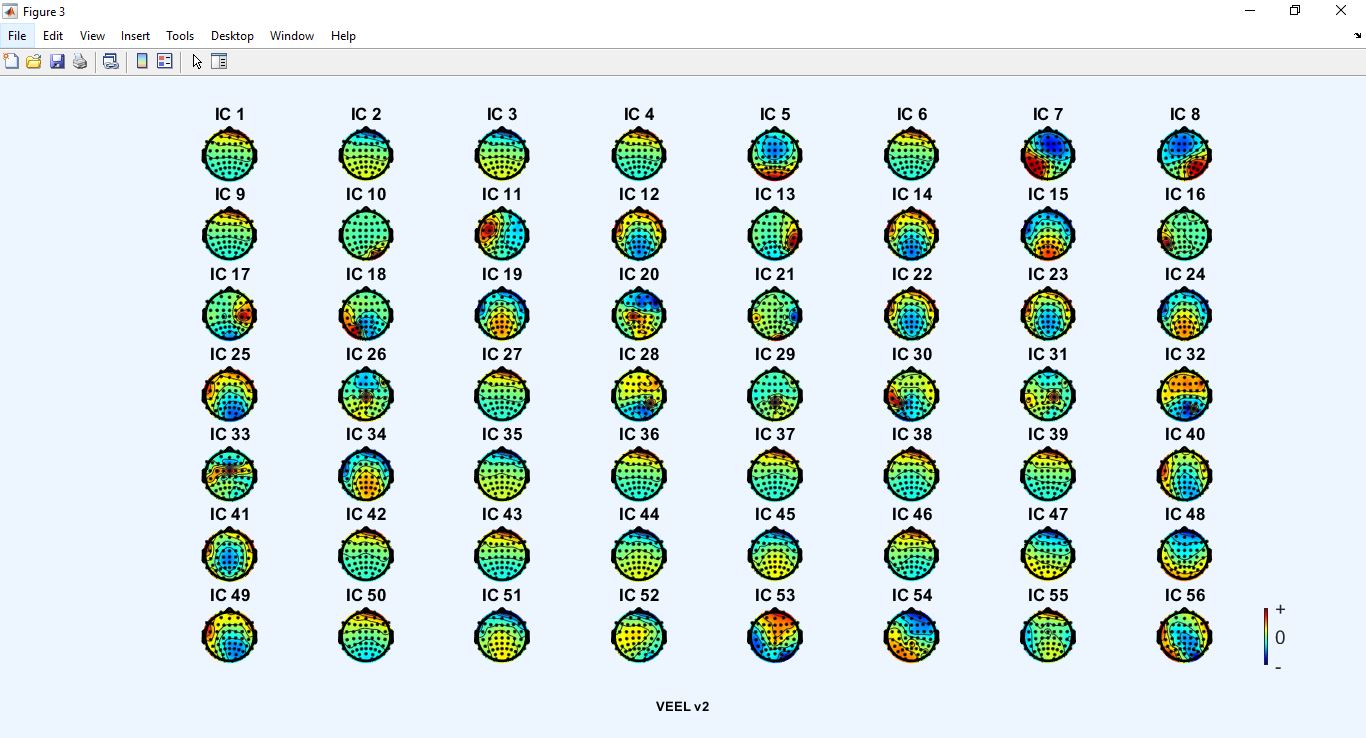 Figure 3
File Edit View Insert Tools Desktop Window Help
IC 1 IC 2 IC 3 IC 4 IC 5 IC 6 IC 7 IC 8
IC 9 IC 10 IC 11 IC 12 IC 13 IC 14 IC 15 IC 16
IC 17 IC 18 IC 19 IC 20 IC 21 IC 22 IC 23 IC 24
IC 25 IC 26 IC 27 IC 28 IC 29 IC 30 IC 31 IC 32
IC 33 IC 34 IC 35 IC 36 IC 37 IC 38 IC 39 IC 40
IC 41 IC 42 IC 43 IC 44 IC 45 IC 46 IC 47 IC 48
IC 49 IC 50 IC 51 IC 52 IC 53 IC 54 IC 55 IC 56
+
0
-
VEEL v2